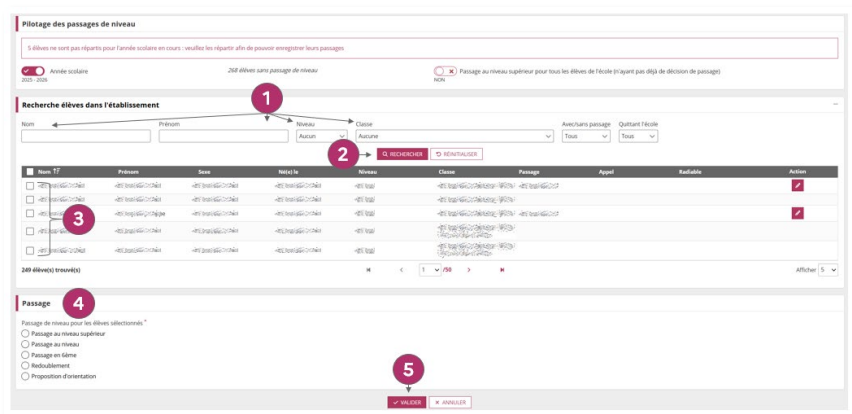 Pilotage des passages de niveau
5 élèves ne sont pas répartis pour l'année scolaire en cours : veuillez les répartir afin de pouvoir enregistrer leurs passages
Année scolaire
2025 - 2026
268 élèves sans passage de niveau
Passage au niveau supérieur pour tous les élèves de l'école (n'ayant pas déjà de décision de passage)
NON
1
Recherche élèves dans l'établissement
Nom Prénom Niveau Classe Avec/sans passage Quittant l'école
Aucun Aucune Tous Tous
2 RECHERCHER RÉINITIALISER
Nom Prénom Sexe Né(e) le Niveau Classe Passage Appel Radiable Action
3
249 élève(s) trouvé(s) 1 /50 Afficher 5
Passage 4
Passage de niveau pour les élèves sélectionnés *
Passage au niveau supérieur
Passage au niveau
Passage en 6ème
Redoublement
Proposition d'orientation
5
VALIDER ANNULER